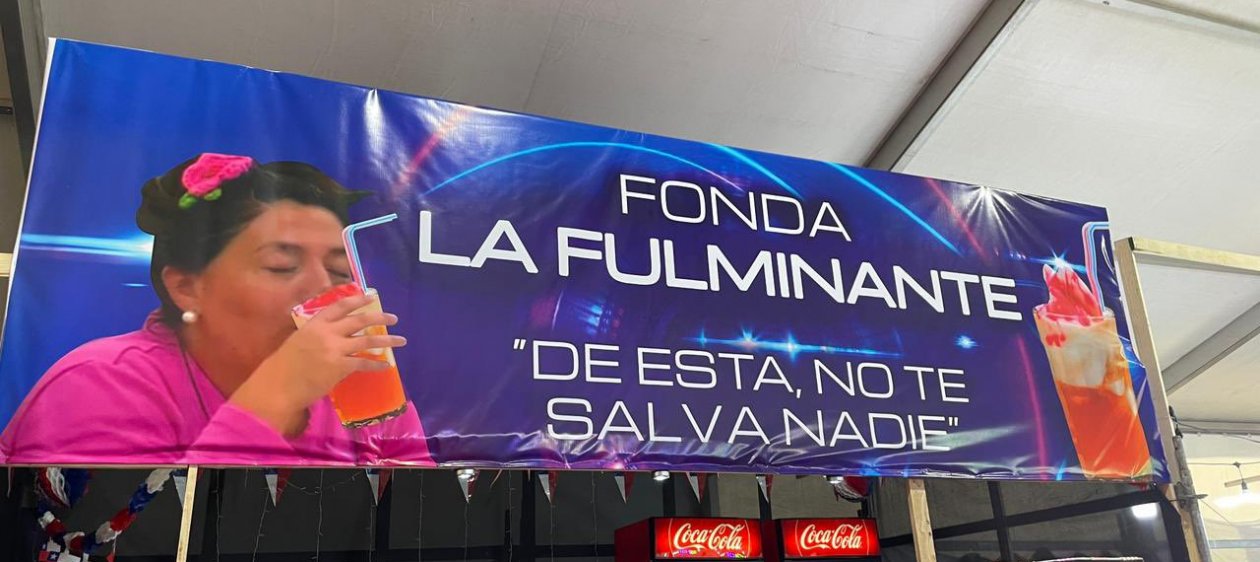 FONDA
LA FULMINANTE
"DE ESTA, NO TE
SALVA NADIE"
Coca-Cola
Coca-Cola